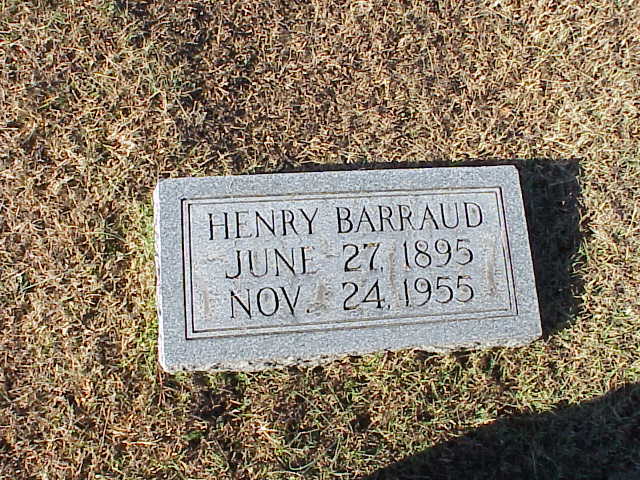 HENRY BARRAUD
JUNE 27, 1895
NOV. 24, 1955